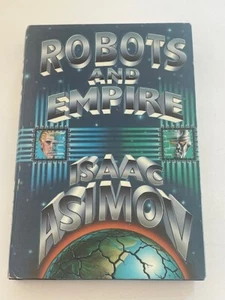 ROBOTS
AND
EMPIRE
ISAAC
ASIMOV